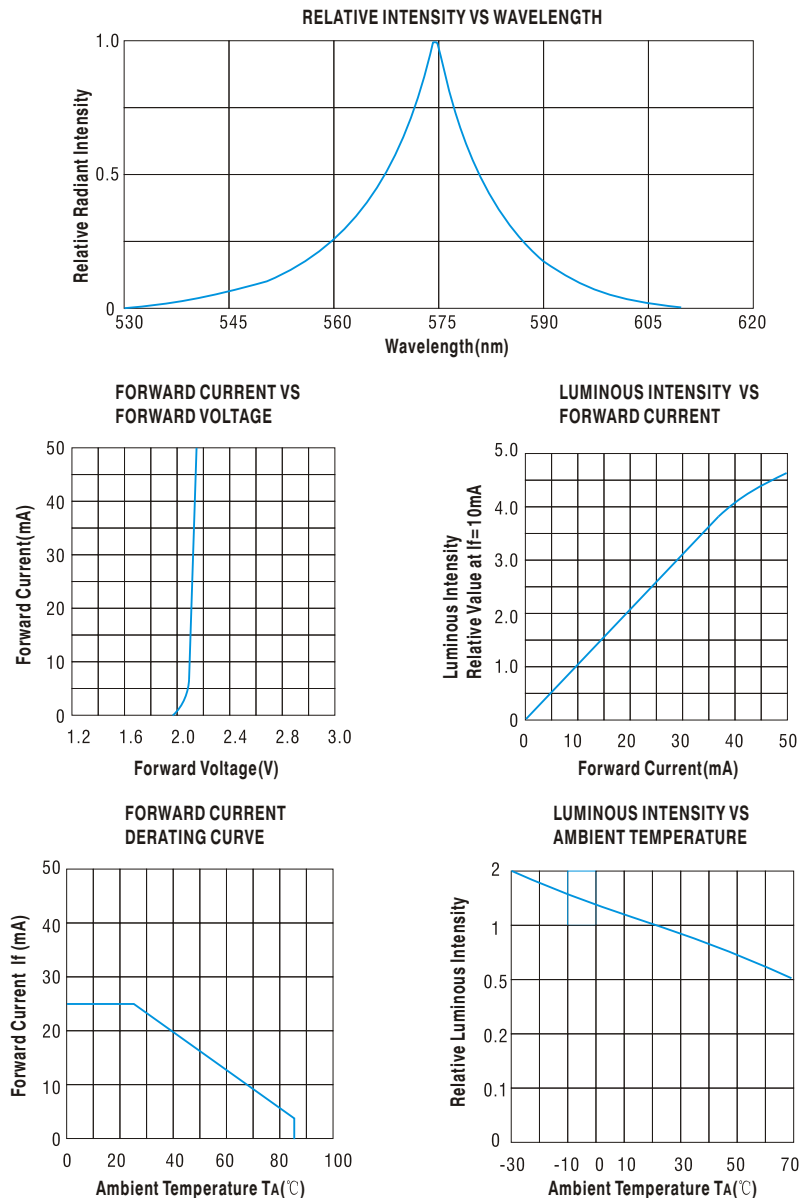 RELATIVE INTENSITY VS WAVELENGTH
Relative Radiant Intensity
1.0
0.5
0
530 545 560 575 590 605 620
Wavelength(nm)
FORWARD CURRENT VS
FORWARD VOLTAGE
Forward Current(mA)
50
40
30
20
10
0
1.2 1.6 2.0 2.4 2.8 3.0
Forward Voltage(V)
LUMINOUS INTENSITY VS
FORWARD CURRENT
Luminous Intensity
Relative Value at If=10mA
5.0
4.0
3.0
2.0
1.0
0
0 10 20 30 40 50
Forward Current(mA)
FORWARD CURRENT
DERATING CURVE
Forward Current If (mA)
50
40
30
20
10
0
0 20 40 60 80 100
Ambient Temperature TA(℃)
LUMINOUS INTENSITY VS
AMBIENT TEMPERATURE
Relative Luminous Intensity
2
1
0.5
0.2
0.1
0
-30 -10 0 10 30 50 70
Ambient Temperature TA(℃)